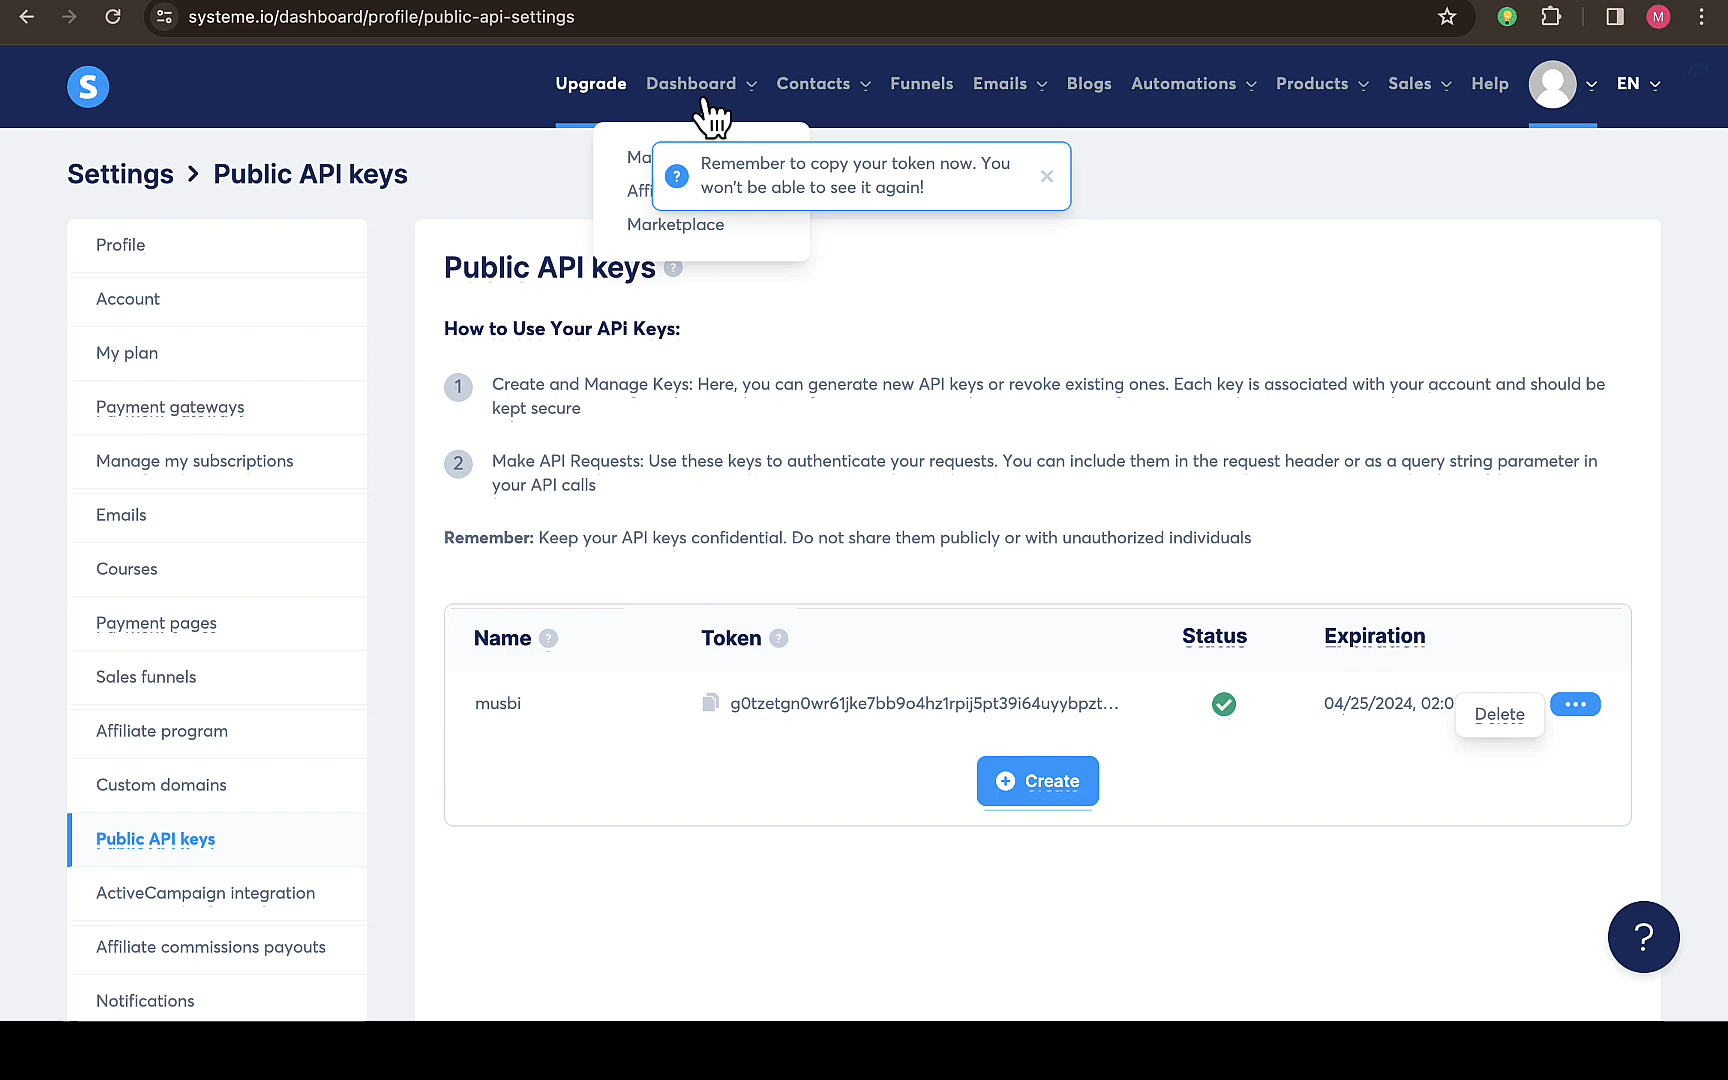 systeme.io/dashboard/profile/public-api-settings
M
S
Upgrade Dashboard Contacts Funnels Emails Blogs Automations Products Sales Help EN
Settings > Public API keys
Remember to copy your token now. You
won't be able to see it again!
Ma
Affi
Marketplace
Profile
Account
My plan
Payment gateways
Manage my subscriptions
Emails
Courses
Payment pages
Sales funnels
Affiliate program
Custom domains
Public API keys
ActiveCampaign integration
Affiliate commissions payouts
Notifications
Public API keys ?
How to Use Your APi Keys:
1 Create and Manage Keys: Here, you can generate new API keys or revoke existing ones. Each key is associated with your account and should be
kept secure
2 Make API Requests: Use these keys to authenticate your requests. You can include them in the request header or as a query string parameter in
your API calls
Remember: Keep your API keys confidential. Do not share them publicly or with unauthorized individuals
Name ? Token ? Status Expiration
musbi g0tzetgn0wr61jke7bb9o4hz1rpij5pt39i64uyybpzt... 04/25/2024, 02:0
Delete
Create
?